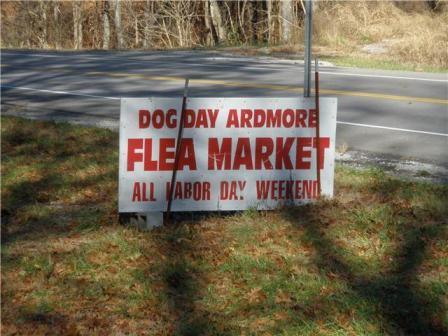 DOG DAY ARDMORE
FLEA MARKET
ALL LABOR DAY WEEKEND